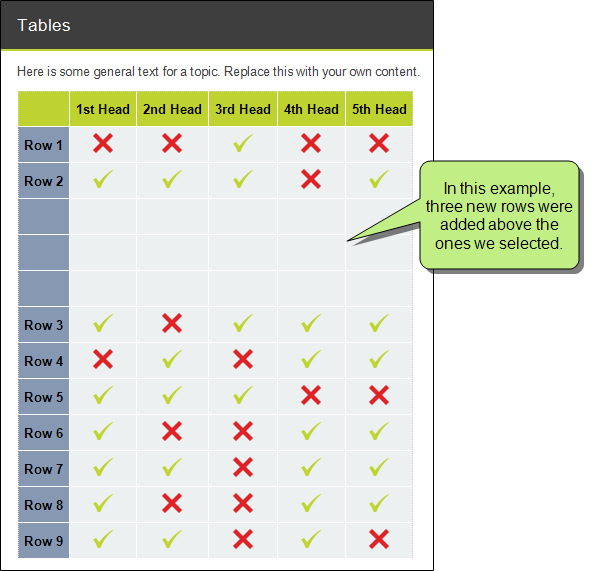 Tables
Here is some general text for a topic. Replace this with your own content.
1st Head 2nd Head 3rd Head 4th Head 5th Head
Row 1
Row 2
In this example,
three new rows were
added above the
ones we selected.
Row 3
Row 4
Row 5
Row 6
Row 7
Row 8
Row 9